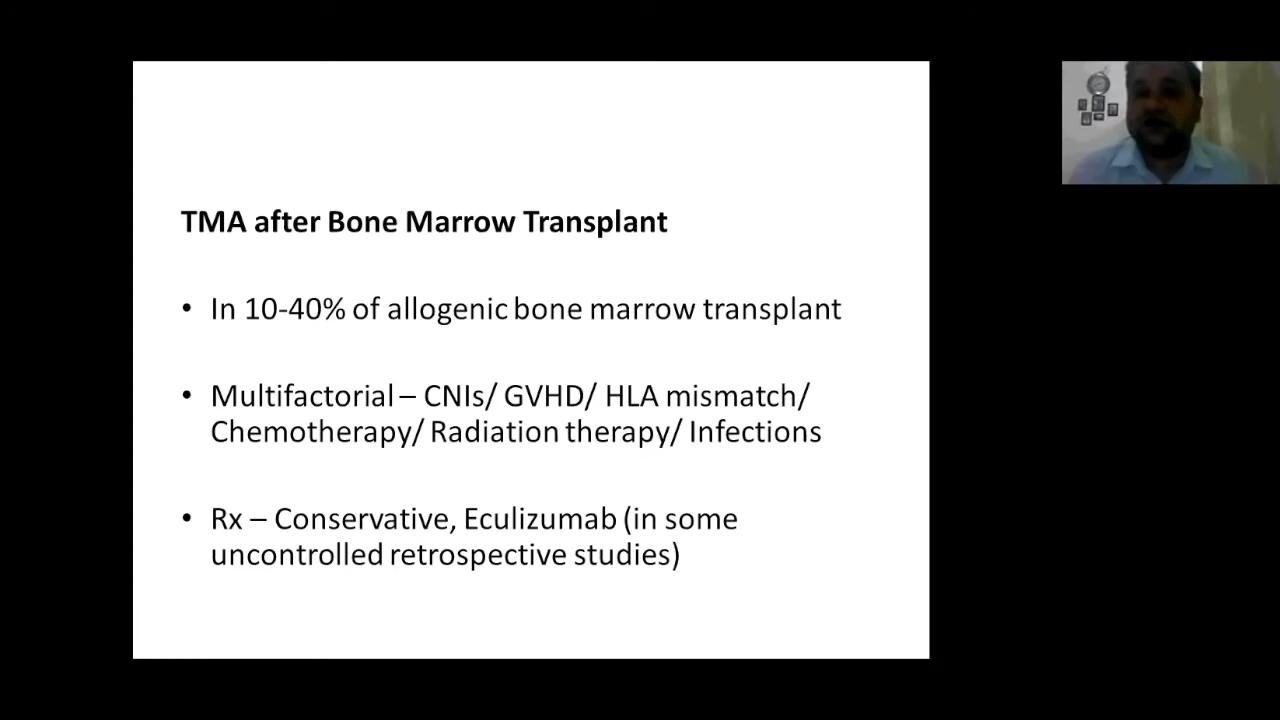 TMA after Bone Marrow Transplant
• In 10-40% of allogenic bone marrow transplant
• Multifactorial – CNIs/ GVHD/ HLA mismatch/
Chemotherapy/ Radiation therapy/ Infections
• Rx – Conservative, Eculizumab (in some
uncontrolled retrospective studies)